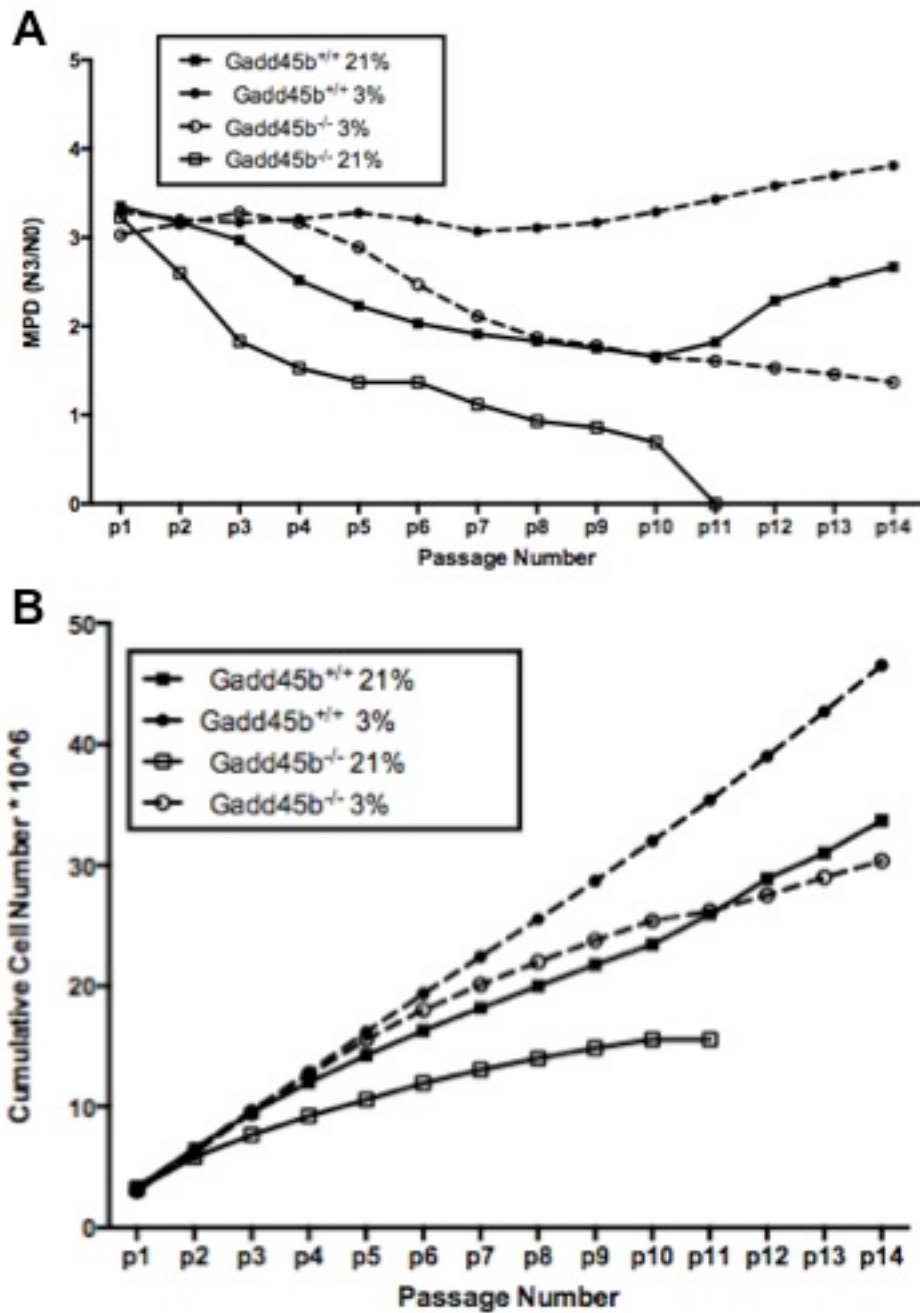 A
5
4
3
2
1
0
MPD (N3/N0)
Gadd45b+/+ 21%
Gadd45b+/+ 3%
Gadd45b-/- 3%
Gadd45b-/- 21%
p1 p2 p3 p4 p5 p6 p7 p8 p9 p10 p11 p12 p13 p14
Passage Number
B
50
40
30
20
10
0
Cumulative Cell Number * 10^6
Gadd45b+/+ 21%
Gadd45b+/+ 3%
Gadd45b-/- 21%
Gadd45b-/- 3%
p1 p2 p3 p4 p5 p6 p7 p8 p9 p10 p11 p12 p13 p14
Passage Number